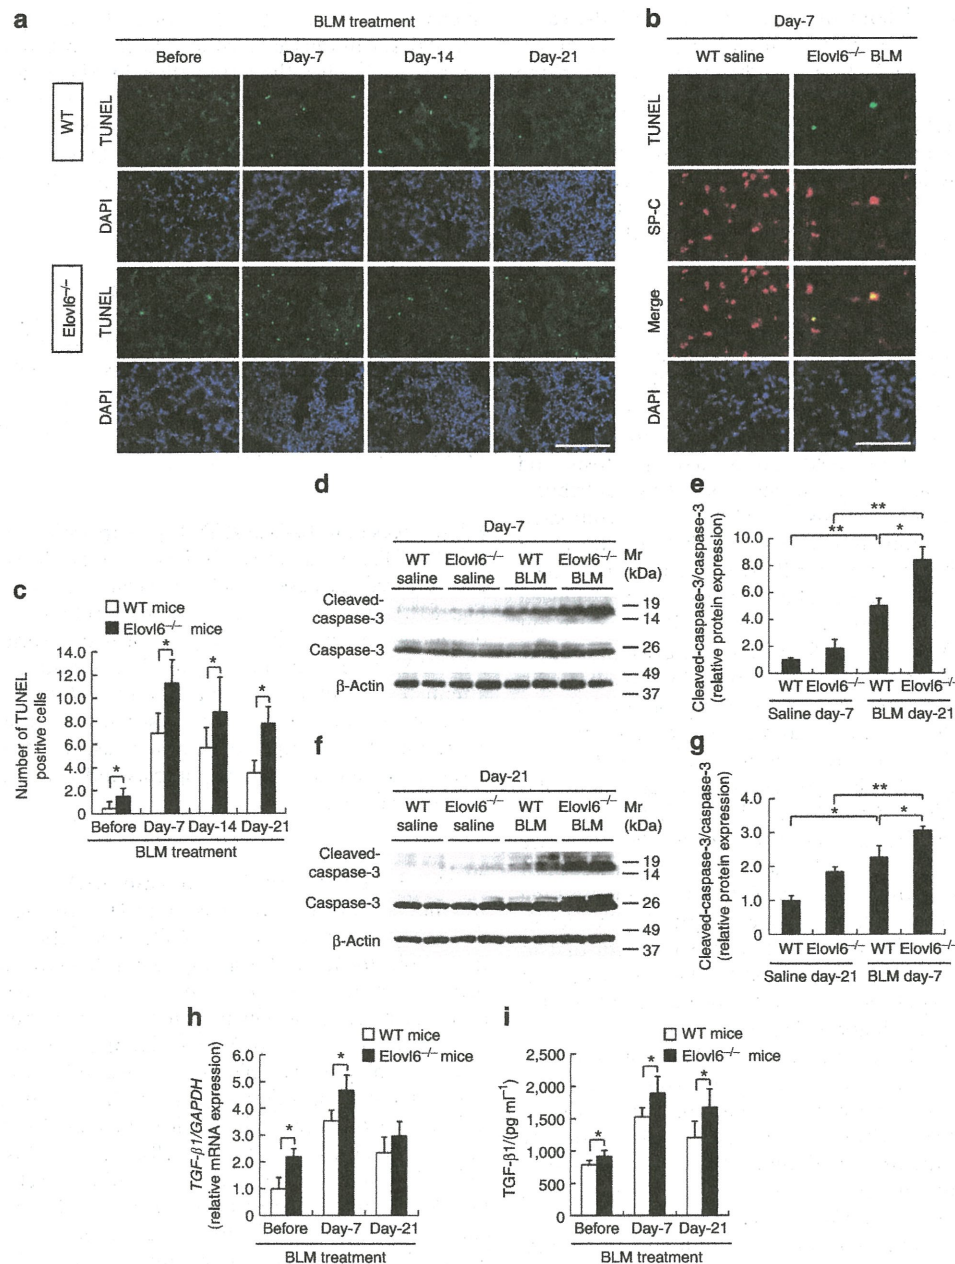 a
BLM treatment
Before Day-7 Day-14 Day-21
WT
TUNEL
DAPI
Elovl6−/−
TUNEL
DAPI
b
Day-7
WT saline Elovl6−/− BLM
TUNEL
SP-C
Merge
DAPI
c
WT mice
Elovl6−/− mice
Number of TUNEL
positive cells
14.0
12.0
10.0
8.0
6.0
4.0
2.0
0
* * * *
Before Day-7 Day-14 Day-21
BLM treatment
d
Day-7
WT Elovl6−/− WT Elovl6−/− Mr
saline saline BLM BLM (kDa)
Cleaved-
caspase-3
19
14
Caspase-3
26
β-Actin
49
37
e
Cleaved-caspase-3/caspase-3
(relative protein expression)
**
** *
8.0
6.0
4.0
2.0
0
WT Elovl6−/− WT Elovl6−/−
Saline day-7 BLM day-21
f
Day-21
WT Elovl6−/− WT Elovl6−/− Mr
saline saline BLM BLM (kDa)
Cleaved-
caspase-3
19
14
Caspase-3
26
β-Actin
49
37
g
Cleaved-caspase-3/caspase-3
(relative protein expression)
**
* *
4.0
3.0
2.0
1.0
0
WT Elovl6−/− WT Elovl6−/−
Saline day-21 BLM day-7
h
WT mice
Elovl6−/− mice
TGF-β1/GAPDH
(relative mRNA expression)
6.0
5.0
4.0
3.0
2.0
1.0
0
* *
Before Day-7 Day-21
BLM treatment
i
WT mice
Elovl6−/− mice
TGF-β1/(pg ml−1)
2,500
2,000
1,500
1,000
500
0
* * *
Before Day-7 Day-21
BLM treatment